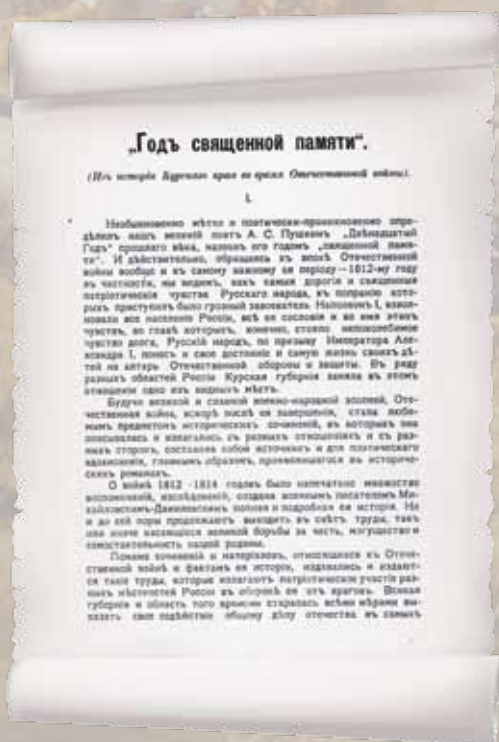 „Годъ священной памяти“.
(Изъ исторіи Курскаго края во время Отечественной войны).
I.
Необыкновенно мѣтко и поэтически-проникновенно опре-
дѣлилъ нашъ великій поэтъ А. С. Пушкинъ „Двѣнадцатый
Годъ“ прошлаго вѣка, назвавъ его годомъ „священной памя-
ти“. И дѣйствительно, обращаясь къ эпохѣ Отечественной
войны вообще и къ самому важному ея періоду—1812-му году
въ частности, мы видимъ, какъ самыя дорогія и священныя
патріотическія чувства Русскаго народа, къ попранію кото-
рыхъ приступилъ было грозный завоеватель Наполеонъ I, взвол-
новали все населеніе Россіи, всѣ ея сословія и во имя этихъ
чувствъ, во главѣ которыхъ, конечно, стояло непоколебимое
чувство долга, Русскій народъ, по призыву Императора Але-
ксандра I, понесъ и свое достояніе и самую жизнь своихъ дѣ-
тей на алтарь Отечественной обороны и защиты. Въ ряду
разныхъ областей Россіи Курская губернія заняла въ этомъ
отношеніи одно изъ видныхъ мѣстъ.
Будучи великой и славной военно-народной эпопеей, Оте-
чественная война, вскорѣ послѣ ея завершенія, стала люби-
мымъ предметомъ историческихъ сочиненій, въ которыхъ она
описывалась и излагалась съ разныхъ отношеніяхъ и съ раз-
ныхъ сторонъ, составляя собой источникъ и для поэтическаго
вдохновенія, главнымъ образомъ, проявлявшагося въ историче-
скихъ романахъ.
О войнѣ 1812—1814 годовъ было напечатано множество
воспоминаній, изслѣдованій, создана военнымъ писателемъ Ми-
хайловскимъ-Данилевскимъ полная и подробная ея исторія. Но
и до сей поры продолжаютъ выходить въ свѣтъ труды, такъ
или иначе касающіеся великой борьбы за честь, могущество и
самостоятельность нашей родины.
Помимо сочиненій и матеріаловъ, относящихся къ Отече-
ственной войнѣ и фактамъ ея исторіи, издавались и издают-
ся такіе труды, которые излагаютъ патріотическое участіе раз-
ныхъ мѣстностей Россіи въ оборонѣ ея отъ враговъ. Всякая
губернія и область того времени старалась всѣми мѣрами вы-
казать свое содѣйствіе общему дѣлу отечества въ самыхъ